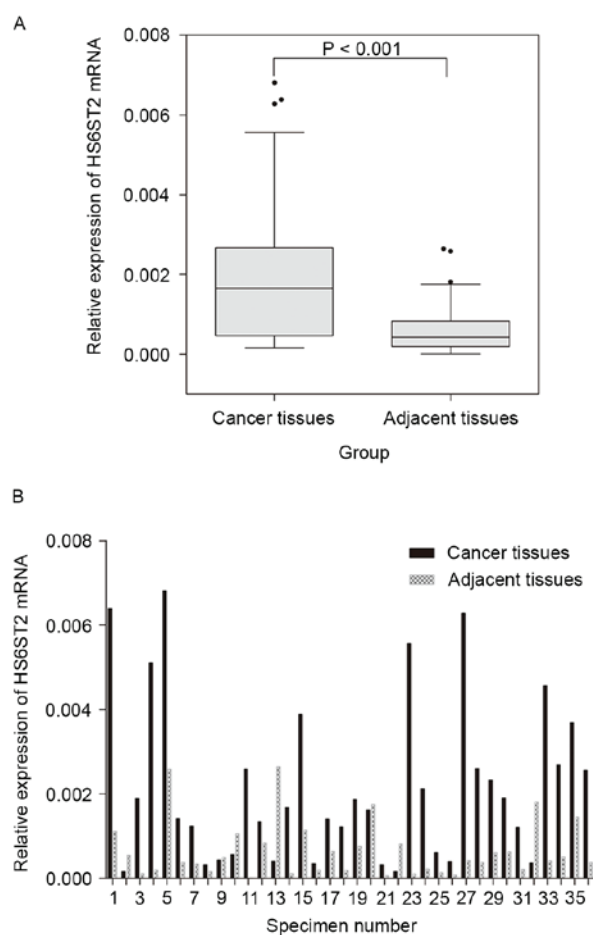 A
Relative expression of HS6ST2 mRNA
0.008
0.006
0.004
0.002
0.000
P < 0.001
Cancer tissues
Adjacent tissues
Group
B
Relative expression of HS6ST2 mRNA
0.008
0.006
0.004
0.002
0.000
Cancer tissues
Adjacent tissues
1 3 5 7 9 11 13 15 17 19 21 23 25 27 29 31 33 35
Specimen number